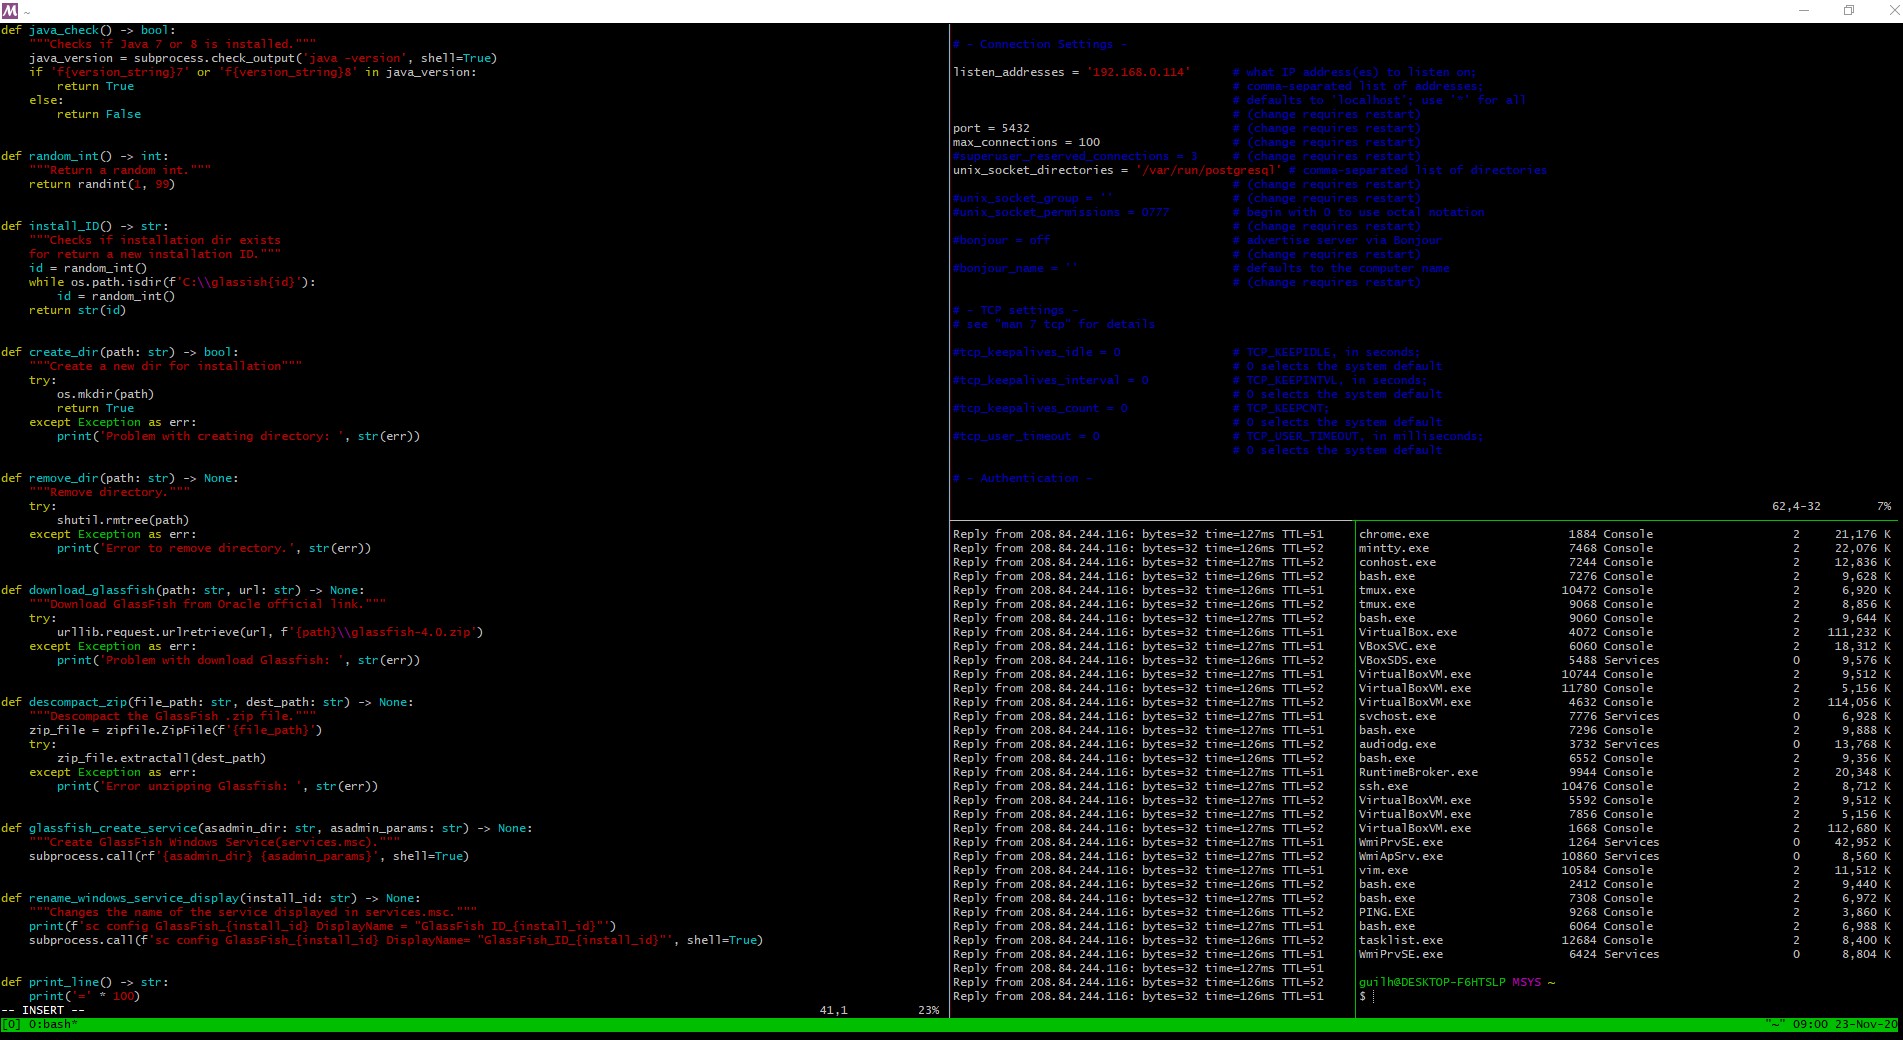 ~
def java_check() -> bool:
    """Checks if Java 7 or 8 is installed."""
    java_version = subprocess.check_output('java -version', shell=True)
    if 'f{version_string}7' or 'f{version_string}8' in java_version:
        return True
    else:
        return False
def random_int() -> int:
    """Return a random int."""
    return randint(1, 99)
def install_ID() -> str:
    """Checks if installation dir exists
    for return a new installation ID."""
    id = random_int()
    while os.path.isdir(f'C:\\glassish{id}'):
        id = random_int()
    return str(id)
def create_dir(path: str) -> bool:
    """Create a new dir for installation"""
    try:
        os.mkdir(path)
        return True
    except Exception as err:
        print('Problem with creating directory: ', str(err))
def remove_dir(path: str) -> None:
    """Remove directory."""
    try:
        shutil.rmtree(path)
    except Exception as err:
        print('Error to remove directory.', str(err))
def download_glassfish(path: str, url: str) -> None:
    """Download GlassFish from Oracle official link."""
    try:
        urllib.request.urlretrieve(url, f'{path}\\glassfish-4.0.zip')
    except Exception as err:
        print('Problem with download Glassfish: ', str(err))
def descompact_zip(file_path: str, dest_path: str) -> None:
    """Descompact the GlassFish .zip file."""
    zip_file = zipfile.ZipFile(f'{file_path}')
    try:
        zip_file.extractall(dest_path)
    except Exception as err:
        print('Error unzipping Glassfish: ', str(err))
def glassfish_create_service(asadmin_dir: str, asadmin_params: str) -> None:
    """Create GlassFish Windows Service(services.msc)."""
    subprocess.call(rf'{asadmin_dir} {asadmin_params}', shell=True)
def rename_windows_service_display(install_id: str) -> None:
    """Changes the name of the service displayed in services.msc."""
    print(f'sc config GlassFish_{install_id} DisplayName = "GlassFish ID_{install_id}"')
    subprocess.call(f'sc config GlassFish_{install_id} DisplayName= "GlassFish_ID_{install_id}"', shell=True)
def print_line() -> str:
    print('=' * 100)
-- INSERT --    41,1    23%
# - Connection Settings -
listen_addresses = '192.168.0.114'      # what IP address(es) to listen on;
                                        # comma-separated list of addresses;
                                        # defaults to 'localhost'; use '*' for all
                                        # (change requires restart)
port = 5432                             # (change requires restart)
max_connections = 100                   # (change requires restart)
#superuser_reserved_connections = 3     # (change requires restart)
unix_socket_directories = '/var/run/postgresql' # comma-separated list of directories
                                        # (change requires restart)
#unix_socket_group = ''                 # (change requires restart)
#unix_socket_permissions = 0777         # begin with 0 to use octal notation
                                        # (change requires restart)
#bonjour = off                          # advertise server via Bonjour
                                        # (change requires restart)
#bonjour_name = ''                      # defaults to the computer name
                                        # (change requires restart)
# - TCP settings -
# see "man 7 tcp" for details
#tcp_keepalives_idle = 0                # TCP_KEEPIDLE, in seconds;
                                        # 0 selects the system default
#tcp_keepalives_interval = 0            # TCP_KEEPINTVL, in seconds;
                                        # 0 selects the system default
#tcp_keepalives_count = 0               # TCP_KEEPCNT;
                                        # 0 selects the system default
#tcp_user_timeout = 0                   # TCP_USER_TIMEOUT, in milliseconds;
                                        # 0 selects the system default
# - Authentication -
62,4-32    7%
Reply from 208.84.244.116: bytes=32 time=127ms TTL=51
Reply from 208.84.244.116: bytes=32 time=126ms TTL=52
Reply from 208.84.244.116: bytes=32 time=127ms TTL=51
Reply from 208.84.244.116: bytes=32 time=126ms TTL=52
Reply from 208.84.244.116: bytes=32 time=127ms TTL=51
Reply from 208.84.244.116: bytes=32 time=126ms TTL=52
Reply from 208.84.244.116: bytes=32 time=127ms TTL=52
Reply from 208.84.244.116: bytes=32 time=126ms TTL=51
Reply from 208.84.244.116: bytes=32 time=127ms TTL=51
Reply from 208.84.244.116: bytes=32 time=126ms TTL=52
Reply from 208.84.244.116: bytes=32 time=127ms TTL=51
Reply from 208.84.244.116: bytes=32 time=126ms TTL=52
Reply from 208.84.244.116: bytes=32 time=127ms TTL=52
Reply from 208.84.244.116: bytes=32 time=127ms TTL=51
Reply from 208.84.244.116: bytes=32 time=127ms TTL=51
Reply from 208.84.244.116: bytes=32 time=126ms TTL=52
Reply from 208.84.244.116: bytes=32 time=126ms TTL=52
Reply from 208.84.244.116: bytes=32 time=127ms TTL=51
Reply from 208.84.244.116: bytes=32 time=127ms TTL=52
Reply from 208.84.244.116: bytes=32 time=127ms TTL=51
Reply from 208.84.244.116: bytes=32 time=126ms TTL=52
Reply from 208.84.244.116: bytes=32 time=126ms TTL=51
Reply from 208.84.244.116: bytes=32 time=127ms TTL=51
Reply from 208.84.244.116: bytes=32 time=126ms TTL=52
Reply from 208.84.244.116: bytes=32 time=127ms TTL=51
Reply from 208.84.244.116: bytes=32 time=126ms TTL=52
Reply from 208.84.244.116: bytes=32 time=127ms TTL=51
Reply from 208.84.244.116: bytes=32 time=127ms TTL=52
Reply from 208.84.244.116: bytes=32 time=127ms TTL=51
Reply from 208.84.244.116: bytes=32 time=126ms TTL=52
Reply from 208.84.244.116: bytes=32 time=126ms TTL=52
Reply from 208.84.244.116: bytes=32 time=127ms TTL=51
Reply from 208.84.244.116: bytes=32 time=126ms TTL=52
Reply from 208.84.244.116: bytes=32 time=127ms TTL=51
chrome.exe 1884 Console 2 21,176 K
mintty.exe 7468 Console 2 22,076 K
conhost.exe 7244 Console 2 12,836 K
bash.exe 7276 Console 2 9,628 K
tmux.exe 10472 Console 2 6,920 K
tmux.exe 9068 Console 2 8,856 K
bash.exe 9060 Console 2 9,644 K
VirtualBox.exe 4072 Console 2 111,232 K
VBoxSVC.exe 6060 Console 2 18,312 K
VBoxSDS.exe 5488 Services 0 9,576 K
VirtualBoxVM.exe 10744 Console 2 9,512 K
VirtualBoxVM.exe 11780 Console 2 5,156 K
VirtualBoxVM.exe 4632 Console 2 114,056 K
svchost.exe 7776 Services 0 6,928 K
bash.exe 7296 Console 2 9,888 K
audiodg.exe 3732 Services 0 13,768 K
bash.exe 6552 Console 2 9,356 K
RuntimeBroker.exe 9944 Console 2 20,348 K
ssh.exe 10476 Console 2 8,712 K
VirtualBoxVM.exe 5592 Console 2 9,512 K
VirtualBoxVM.exe 7856 Console 2 5,156 K
VirtualBoxVM.exe 1668 Console 2 112,680 K
WmiPrvSE.exe 1264 Services 0 42,952 K
WmiApSrv.exe 10860 Services 0 8,560 K
vim.exe 10584 Console 2 11,512 K
bash.exe 2412 Console 2 9,440 K
bash.exe 7308 Console 2 6,972 K
PING.EXE 9268 Console 2 3,860 K
bash.exe 6064 Console 2 6,988 K
tasklist.exe 12684 Console 2 8,400 K
WmiPrvSE.exe 6424 Services 0 8,804 K
guilh@DESKTOP-F6HTSLP MSYS ~
$
[0] 0:bash*    "~" 09:00 23-Nov-20